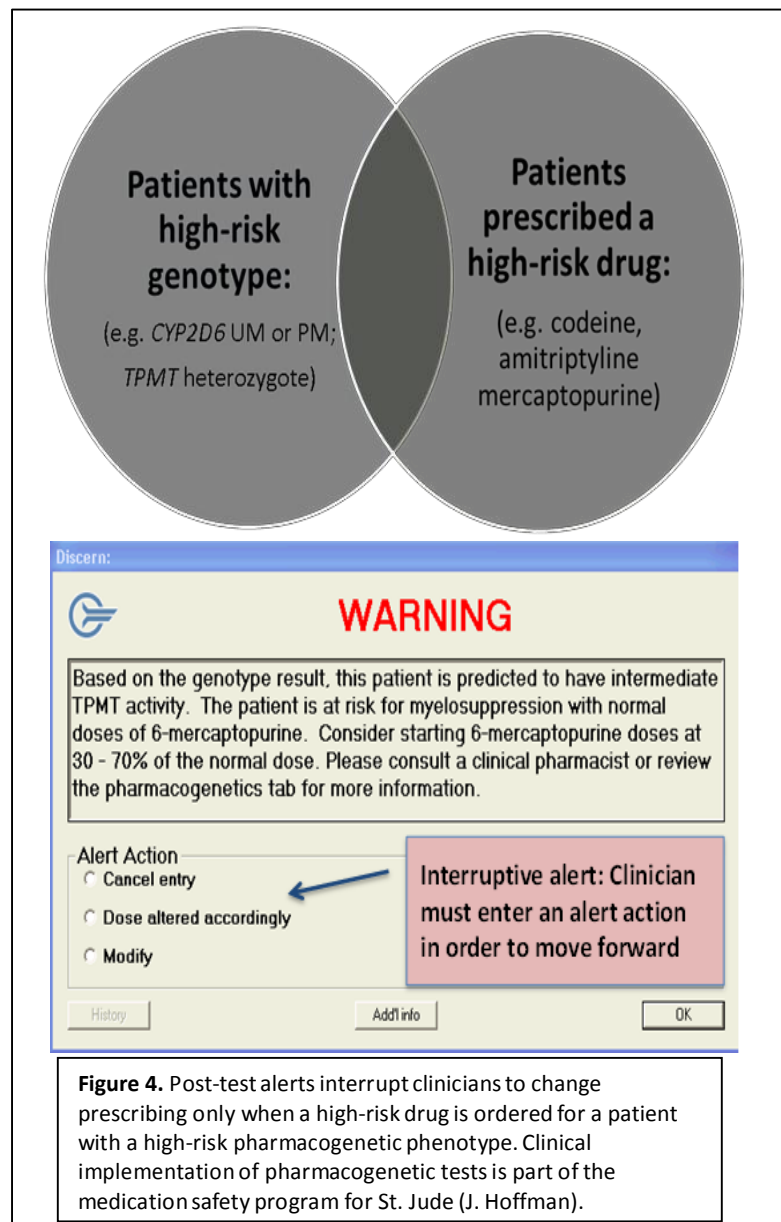 Patients with
high-risk
genotype:
(e.g. CYP2D6 UM or PM;
TPMT heterozygote)
Patients
prescribed a
high-risk drug:
(e.g. codeine,
amitriptyline
mercaptopurine)
Discern:
WARNING
Based on the genotype result, this patient is predicted to have intermediate
TPMT activity. The patient is at risk for myelosuppression with normal
doses of 6-mercaptopurine. Consider starting 6-mercaptopurine doses at
30 - 70% of the normal dose. Please consult a clinical pharmacist or review
the pharmacogenetics tab for more information.
Alert Action
Cancel entry
Dose altered accordingly
Modify
Interruptive alert: Clinician
must enter an alert action
in order to move forward
History
Add'l info
OK
Figure 4. Post-test alerts interrupt clinicians to change
prescribing only when a high-risk drug is ordered for a patient
with a high-risk pharmacogenetic phenotype. Clinical
implementation of pharmacogenetic tests is part of the
medication safety program for St. Jude (J. Hoffman).